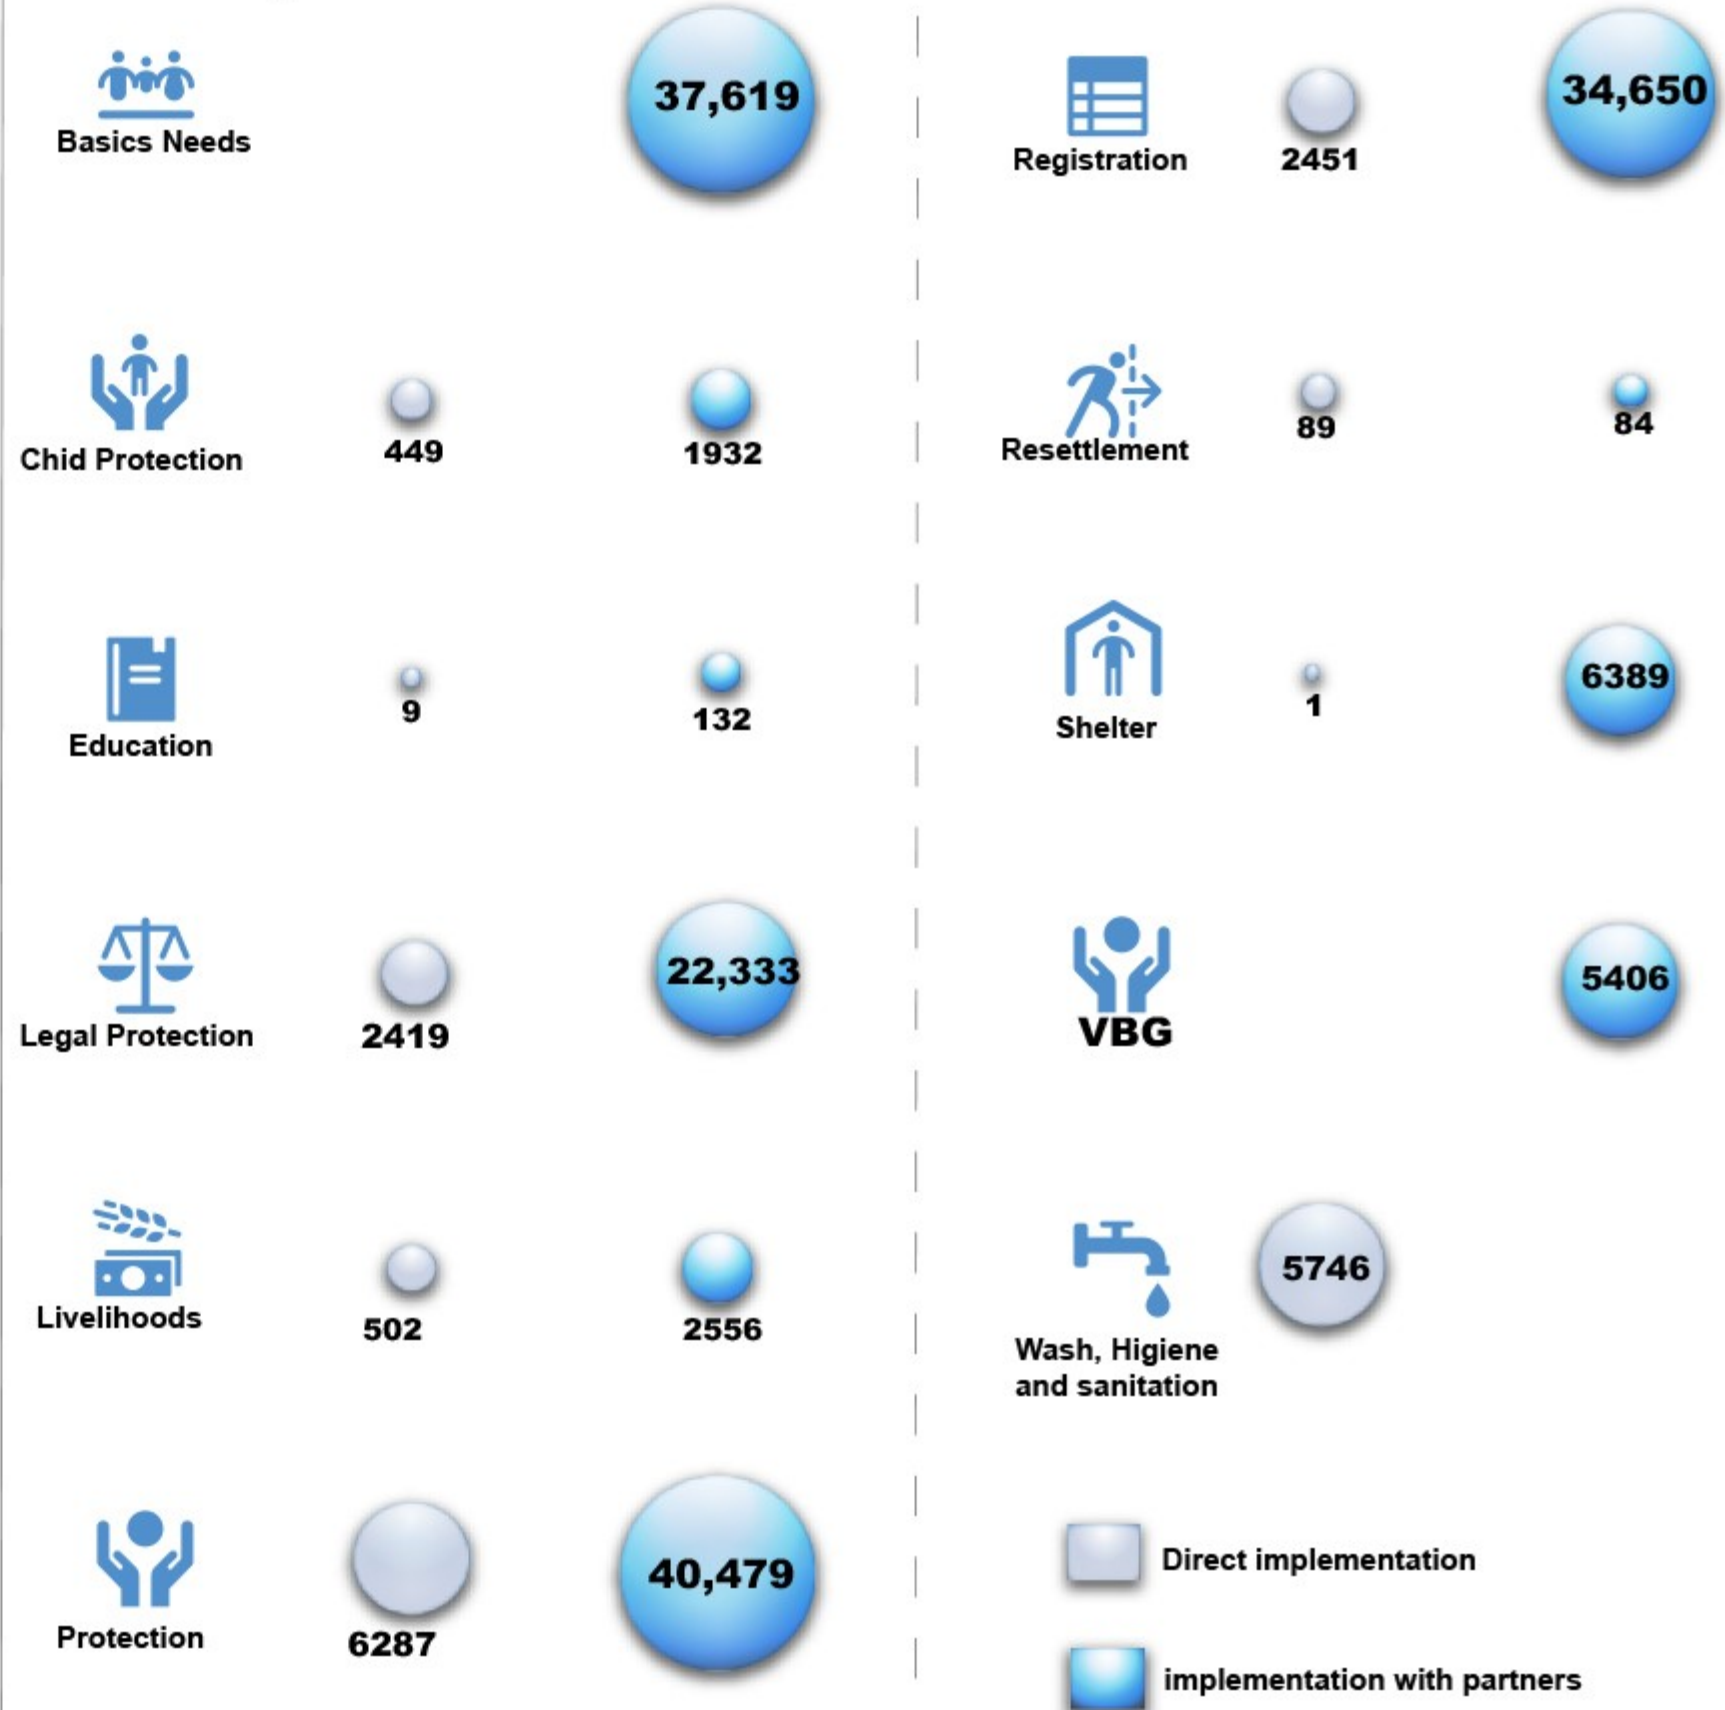 37,619
Basics Needs
Chid Protection
449
1932
Education
9
132
Legal Protection
2419
22,333
Livelihoods
502
2556
Protection
6287
40,479
Registration
2451
34,650
Resettlement
89
84
Shelter
1
6389
VBG
5406
Wash, Higiene
and sanitation
5746
Direct implementation
implementation with partners